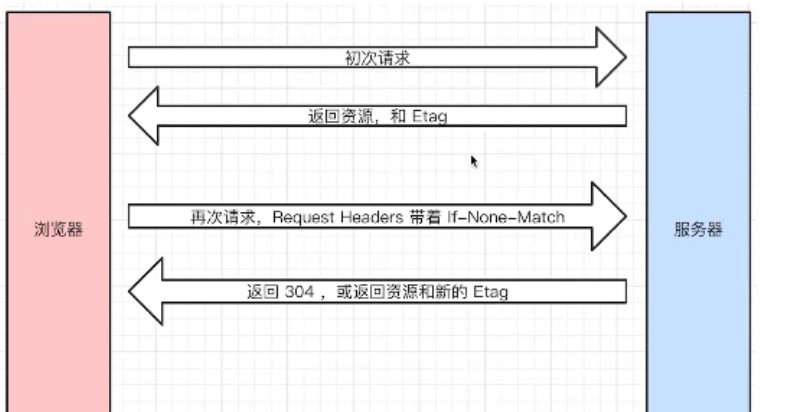 初次请求
返回资源，和 Etag
再次请求，Request Headers 带着 If-None-Match
浏览器
服务器
返回 304 ，或返回资源和新的 Etag